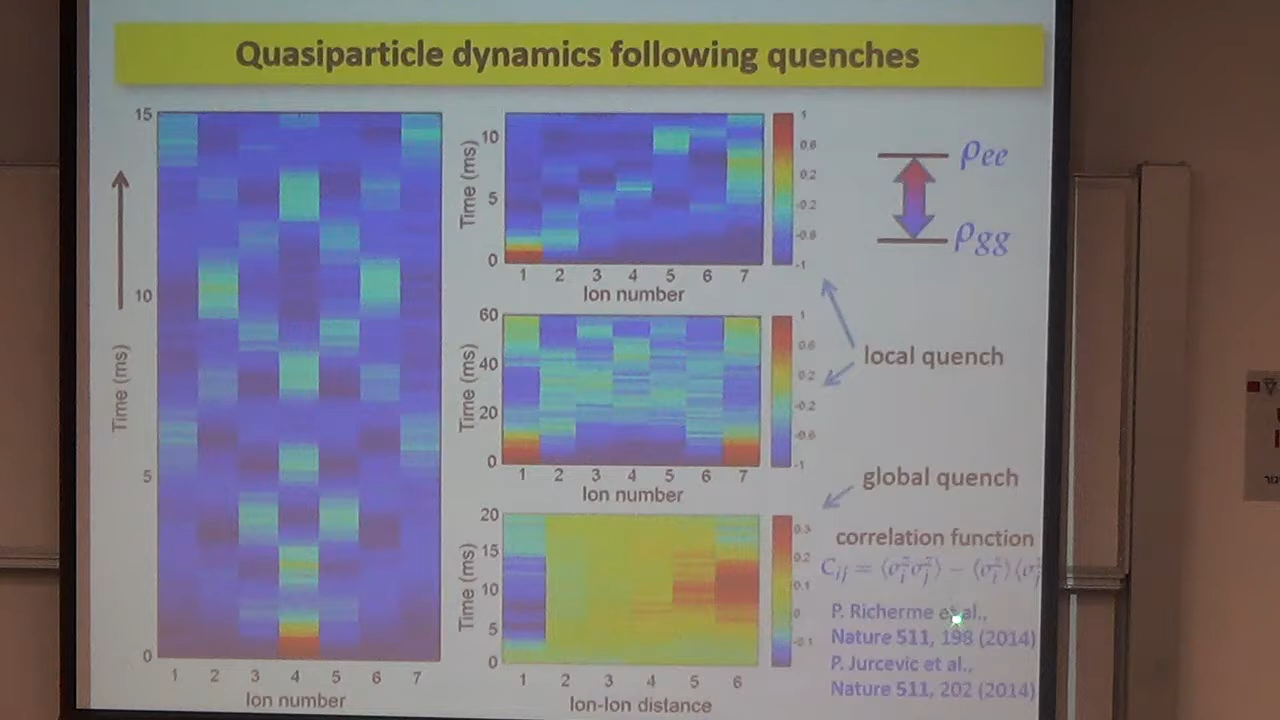 Quasiparticle dynamics following quenches
15
10
5
0
Time (ms)
1 2 3 4 5 6 7
Ion number
10
5
0
Time (ms)
1 2 3 4 5 6 7
Ion number
1
0.6
0.2
-0.2
-0.6
-1
60
40
20
0
Time (ms)
1 2 3 4 5 6 7
Ion number
1
0.6
0.2
-0.2
-0.6
-1
20
15
10
5
0
Time (ms)
1 2 3 4 5 6
Ion-Ion distance
0.3
0.2
0.1
0
-0.1
ρee
ρgg
local quench
global quench
correlation function
Cij = ⟨σizσjz⟩ − ⟨σiz⟩⟨σjz
P. Richerme et al.,
Nature 511, 198 (2014)
P. Jurcevic et al.,
Nature 511, 202 (2014)